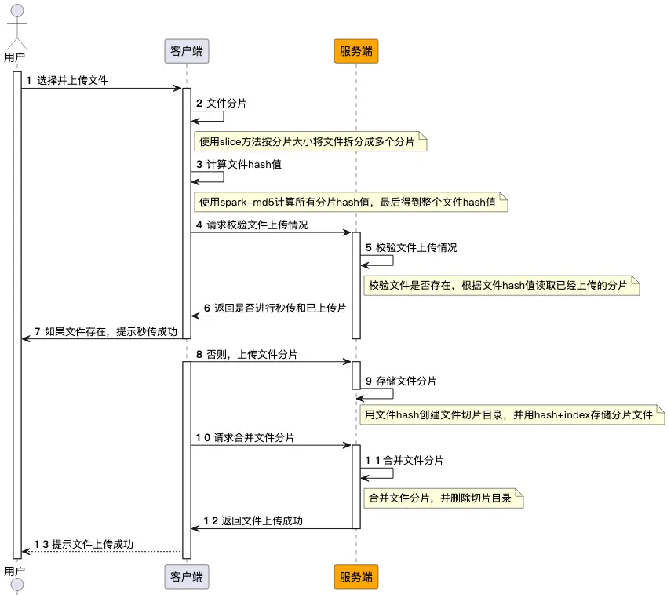 用户
客户端
服务端
1 选择并上传文件
2 文件分片
使用slice方法按分片大小将文件拆分成多个分片
3 计算文件hash值
使用spark-md5计算所有分片hash值，最后得到整个文件hash值
4 请求校验文件上传情况
5 校验文件上传情况
校验文件是否存在、根据文件hash值读取已经上传的分片
6 返回是否进行秒传和已上传片
7 如果文件存在，提示秒传成功
8 否则，上传文件分片
9 存储文件分片
用文件hash创建文件切片目录，并用hash+index存储分片文件
10 请求合并文件分片
11 合并文件分片
合并文件分片，并删除切片目录
12 返回文件上传成功
13 提示文件上传成功
用户
客户端
服务端